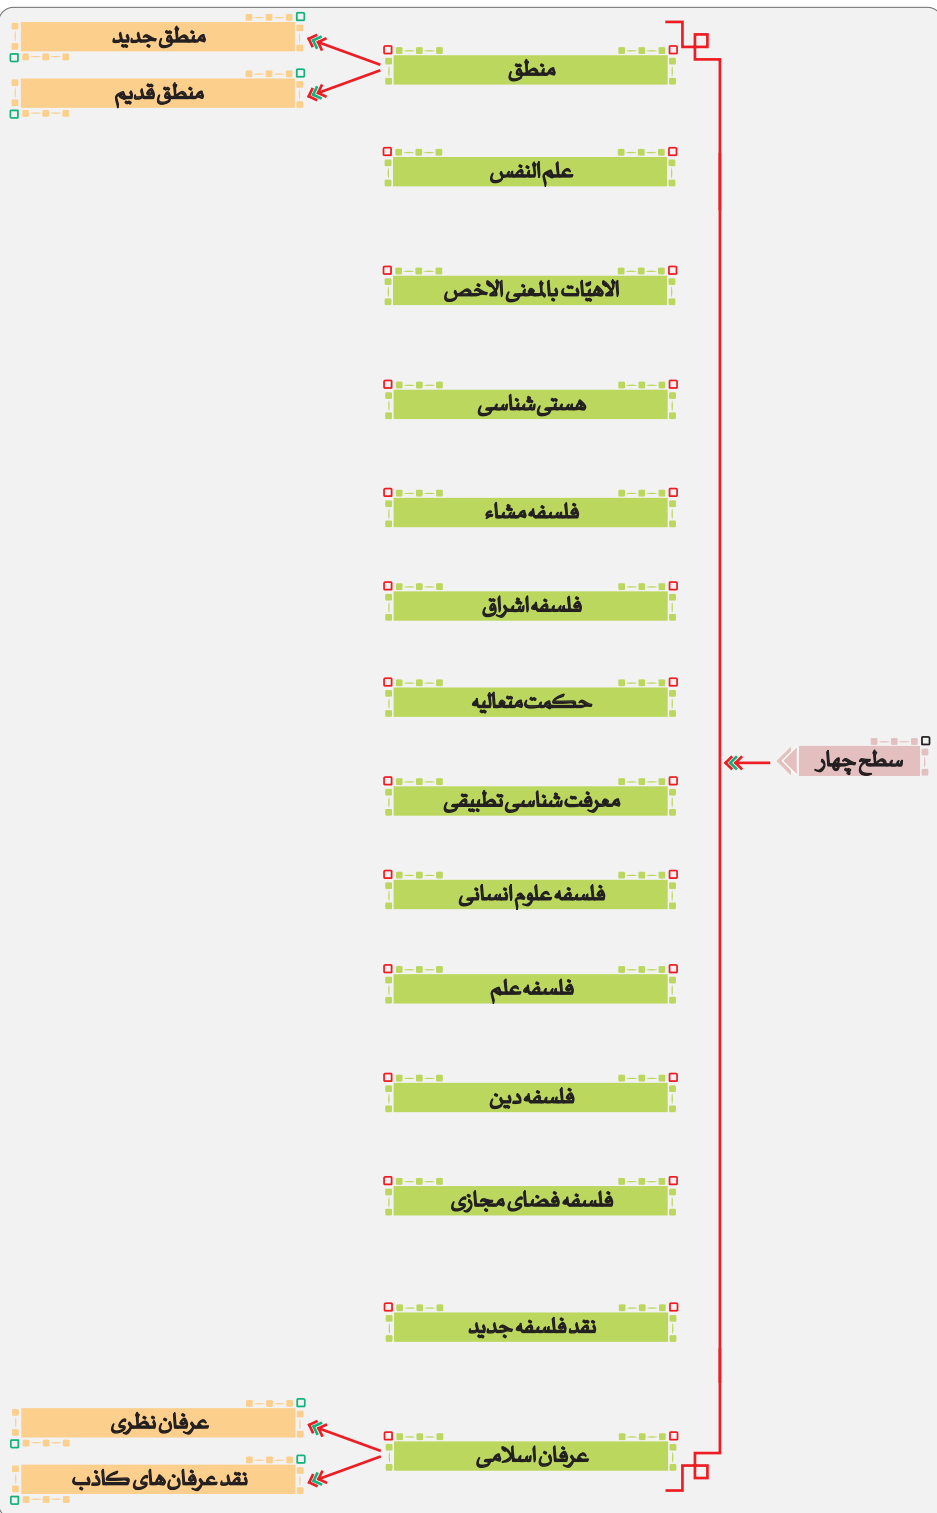 سطح چهار
منطق
منطق جدید
منطق قدیم
علم النفس
الاهیّات بالمعنی الاخص
هستی شناسی
فلسفه مشاء
فلسفه اشراق
حکمت متعالیه
معرفت شناسی تطبیقی
فلسفه علوم انسانی
فلسفه علم
فلسفه دین
فلسفه فضای مجازی
نقد فلسفه جدید
عرفان اسلامی
عرفان نظری
نقد عرفان های کاذب